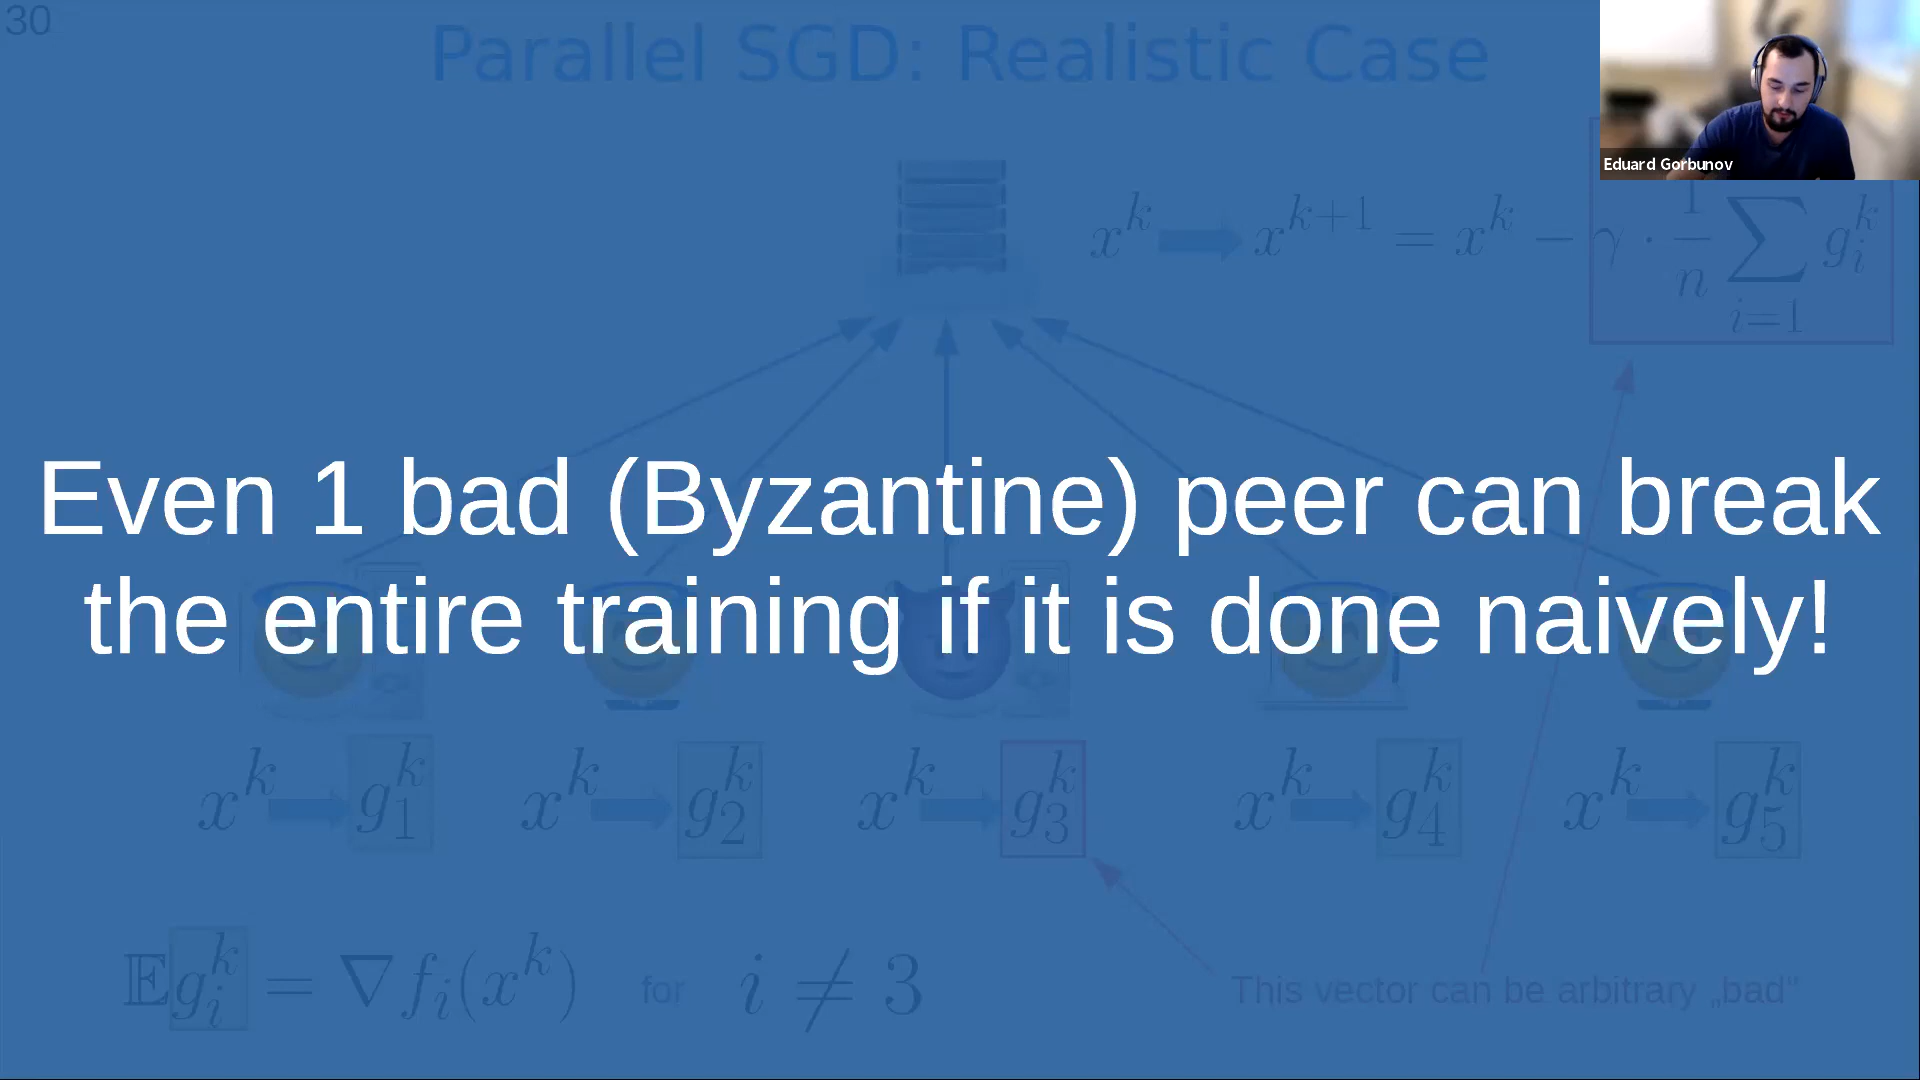 30
Parallel SGD: Realistic Case
Eduard Gorbunov
x^k → x^{k+1} = x^k − γ · 1/n ∑_{i=1} g_i^k
Even 1 bad (Byzantine) peer can break
the entire training if it is done naively!
x^k → g_1^k x^k → g_2^k x^k → g_3^k x^k → g_4^k x^k → g_5^k
𝔼g_i^k = ∇f_i(x^k) for i ≠ 3
This vector can be arbitrary „bad"